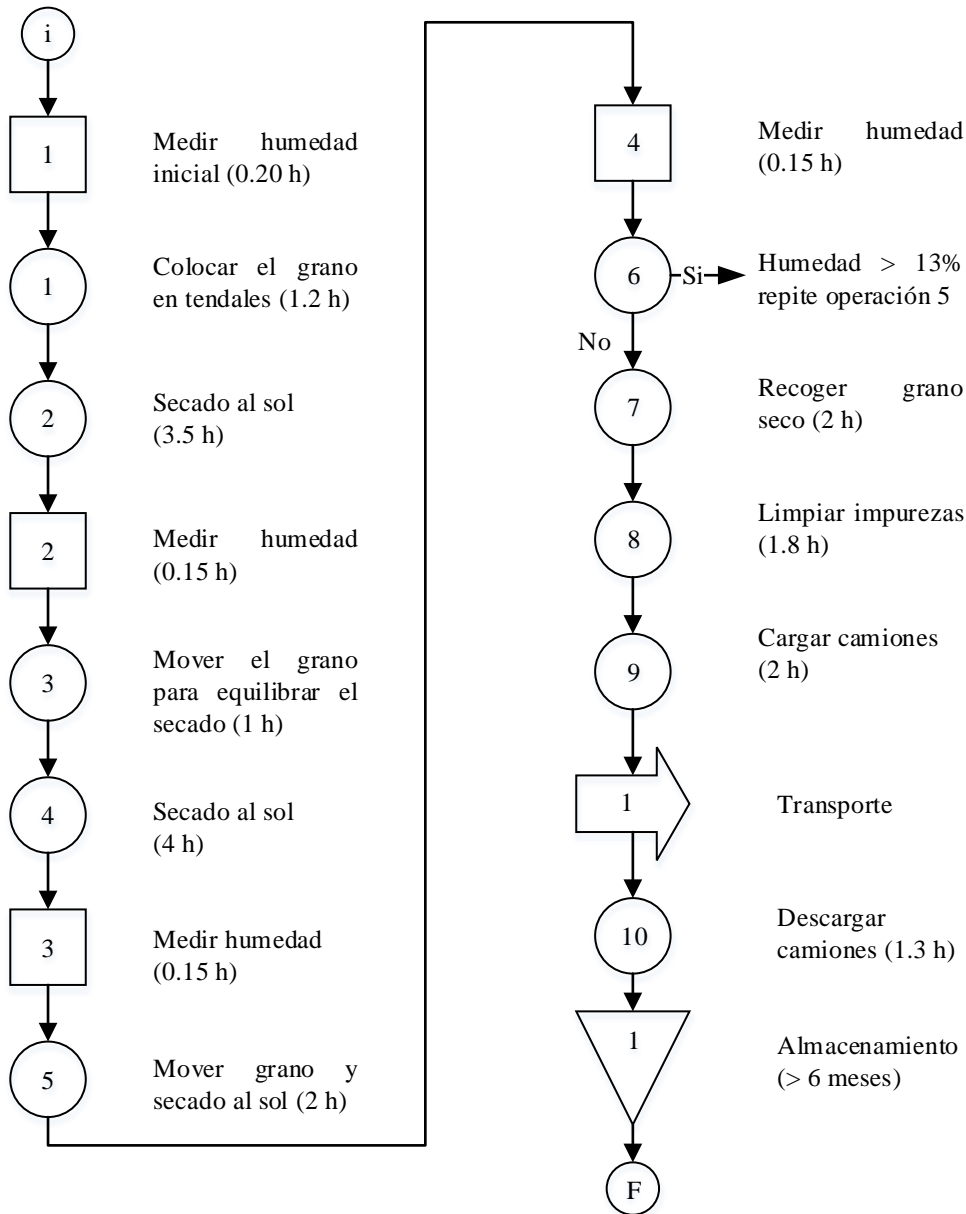 i
1
Medir humedad
inicial (0.20 h)
1
Colocar el grano
en tendales (1.2 h)
2
Secado al sol
(3.5 h)
2
Medir humedad
(0.15 h)
3
Mover el grano
para equilibrar el
secado (1 h)
4
Secado al sol
(4 h)
3
Medir humedad
(0.15 h)
5
Mover grano y
secado al sol (2 h)
4
Medir humedad
(0.15 h)
6
Si
Humedad > 13%
repite operación 5
No
7
Recoger grano
seco (2 h)
8
Limpiar impurezas
(1.8 h)
9
Cargar camiones
(2 h)
1
Transporte
10
Descargar
camiones (1.3 h)
1
Almacenamiento
(> 6 meses)
F